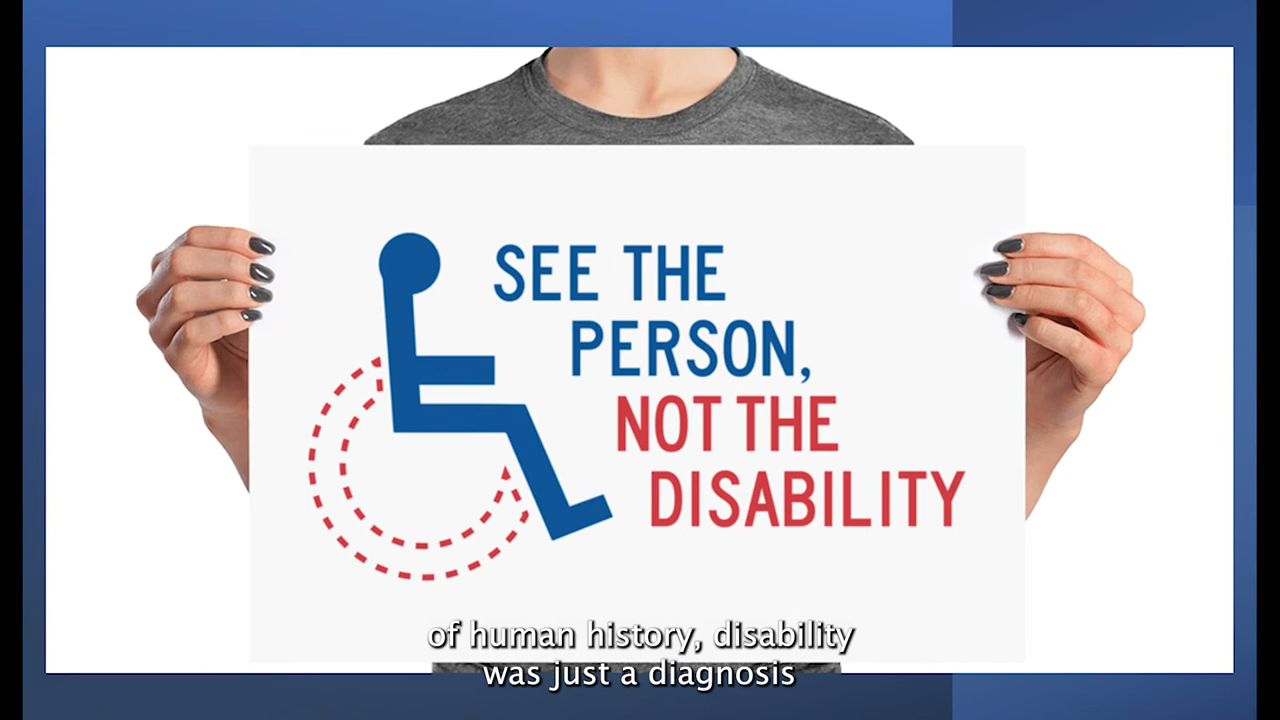 SEE THE
PERSON,
NOT THE
DISABILITY
of human history, disability
was just a diagnosis